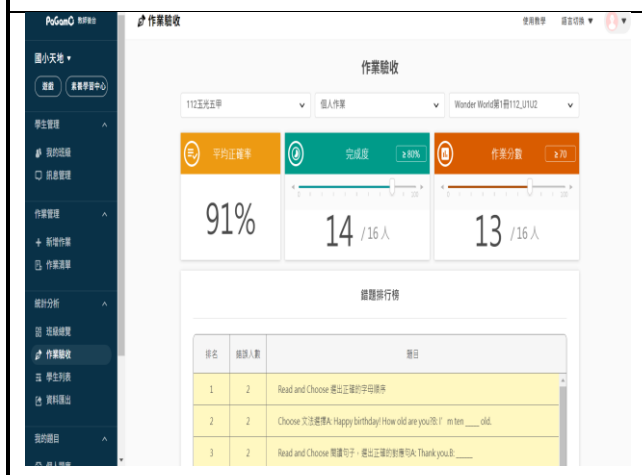 PaGamO 教師後台
作業驗收
使用教學
語言切換 ▼
國小天地 ▾
遊戲
素養學習中心
學生管理
我的班級
訊息管理
作業管理
+ 新增作業
作業清單
統計分析
班級總覽
作業驗收
學生列表
資料匯出
我的題目
作業驗收
112玉光五甲
個人作業
Wonder World第1冊112_U1U2
平均正確率
91%
完成度
≥ 80%
0
100
14 / 16 人
作業分數
≥ 70
0
100
13 / 16 人
錯題排行榜
排名 錯誤人數 題目
1 2 Read and Choose 選出正確的字母順序
2 2 Choose 文法選擇A: Happy birthday! How old are you?B: I'm ten ____ old.
3 2 Read and Choose 閱讀句子，選出正確的對應句A: Thank you.B: _____